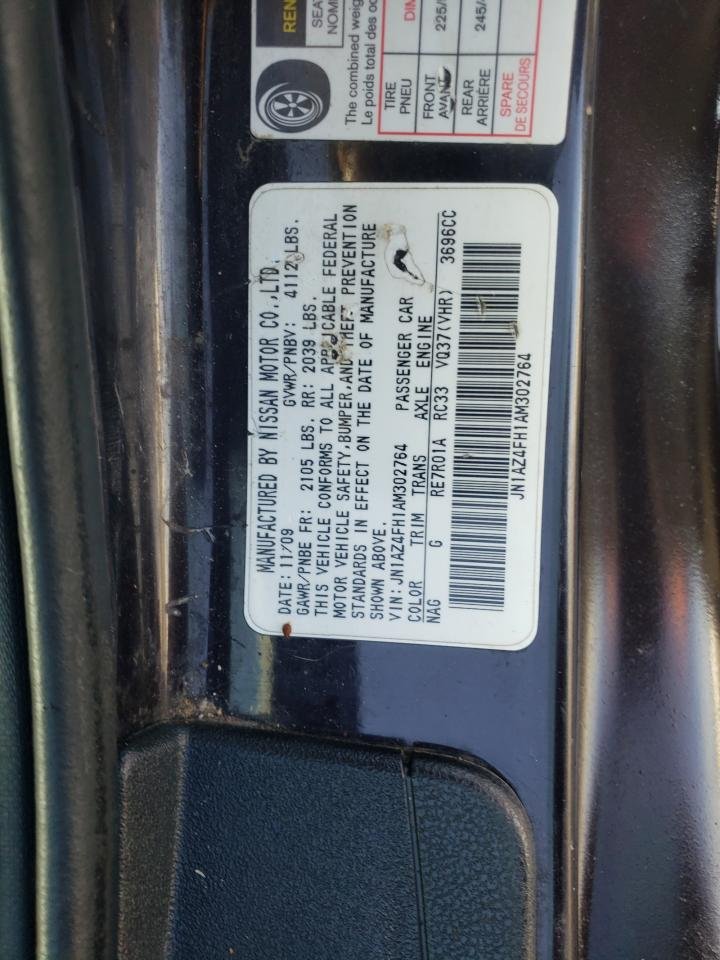 MANUFACTURED BY NISSAN MOTOR CO.,LTD.
DATE: 11/09 GVWR/PNBV: 4112 LBS.
GAWR/PNBE FR: 2105 LBS. RR: 2039 LBS.
THIS VEHICLE CONFORMS TO ALL APPLICABLE FEDERAL
MOTOR VEHICLE SAFETY,BUMPER,AND THEFT PREVENTION
STANDARDS IN EFFECT ON THE DATE OF MANUFACTURE
SHOWN ABOVE.
VIN: JN1AZ4FH1AM302764 PASSENGER CAR
COLOR TRIM TRANS AXLE ENGINE
NAG G RE7R01A RC33 VQ37(VHR) 3696CC
JN1AZ4FH1AM302764
REN
SEAT
The combined weig
Le poids total des oc
TIRE
PNEU
FRONT
AVANT
225/
REAR
ARRIÈRE
245/
SPARE
DE SECOURS